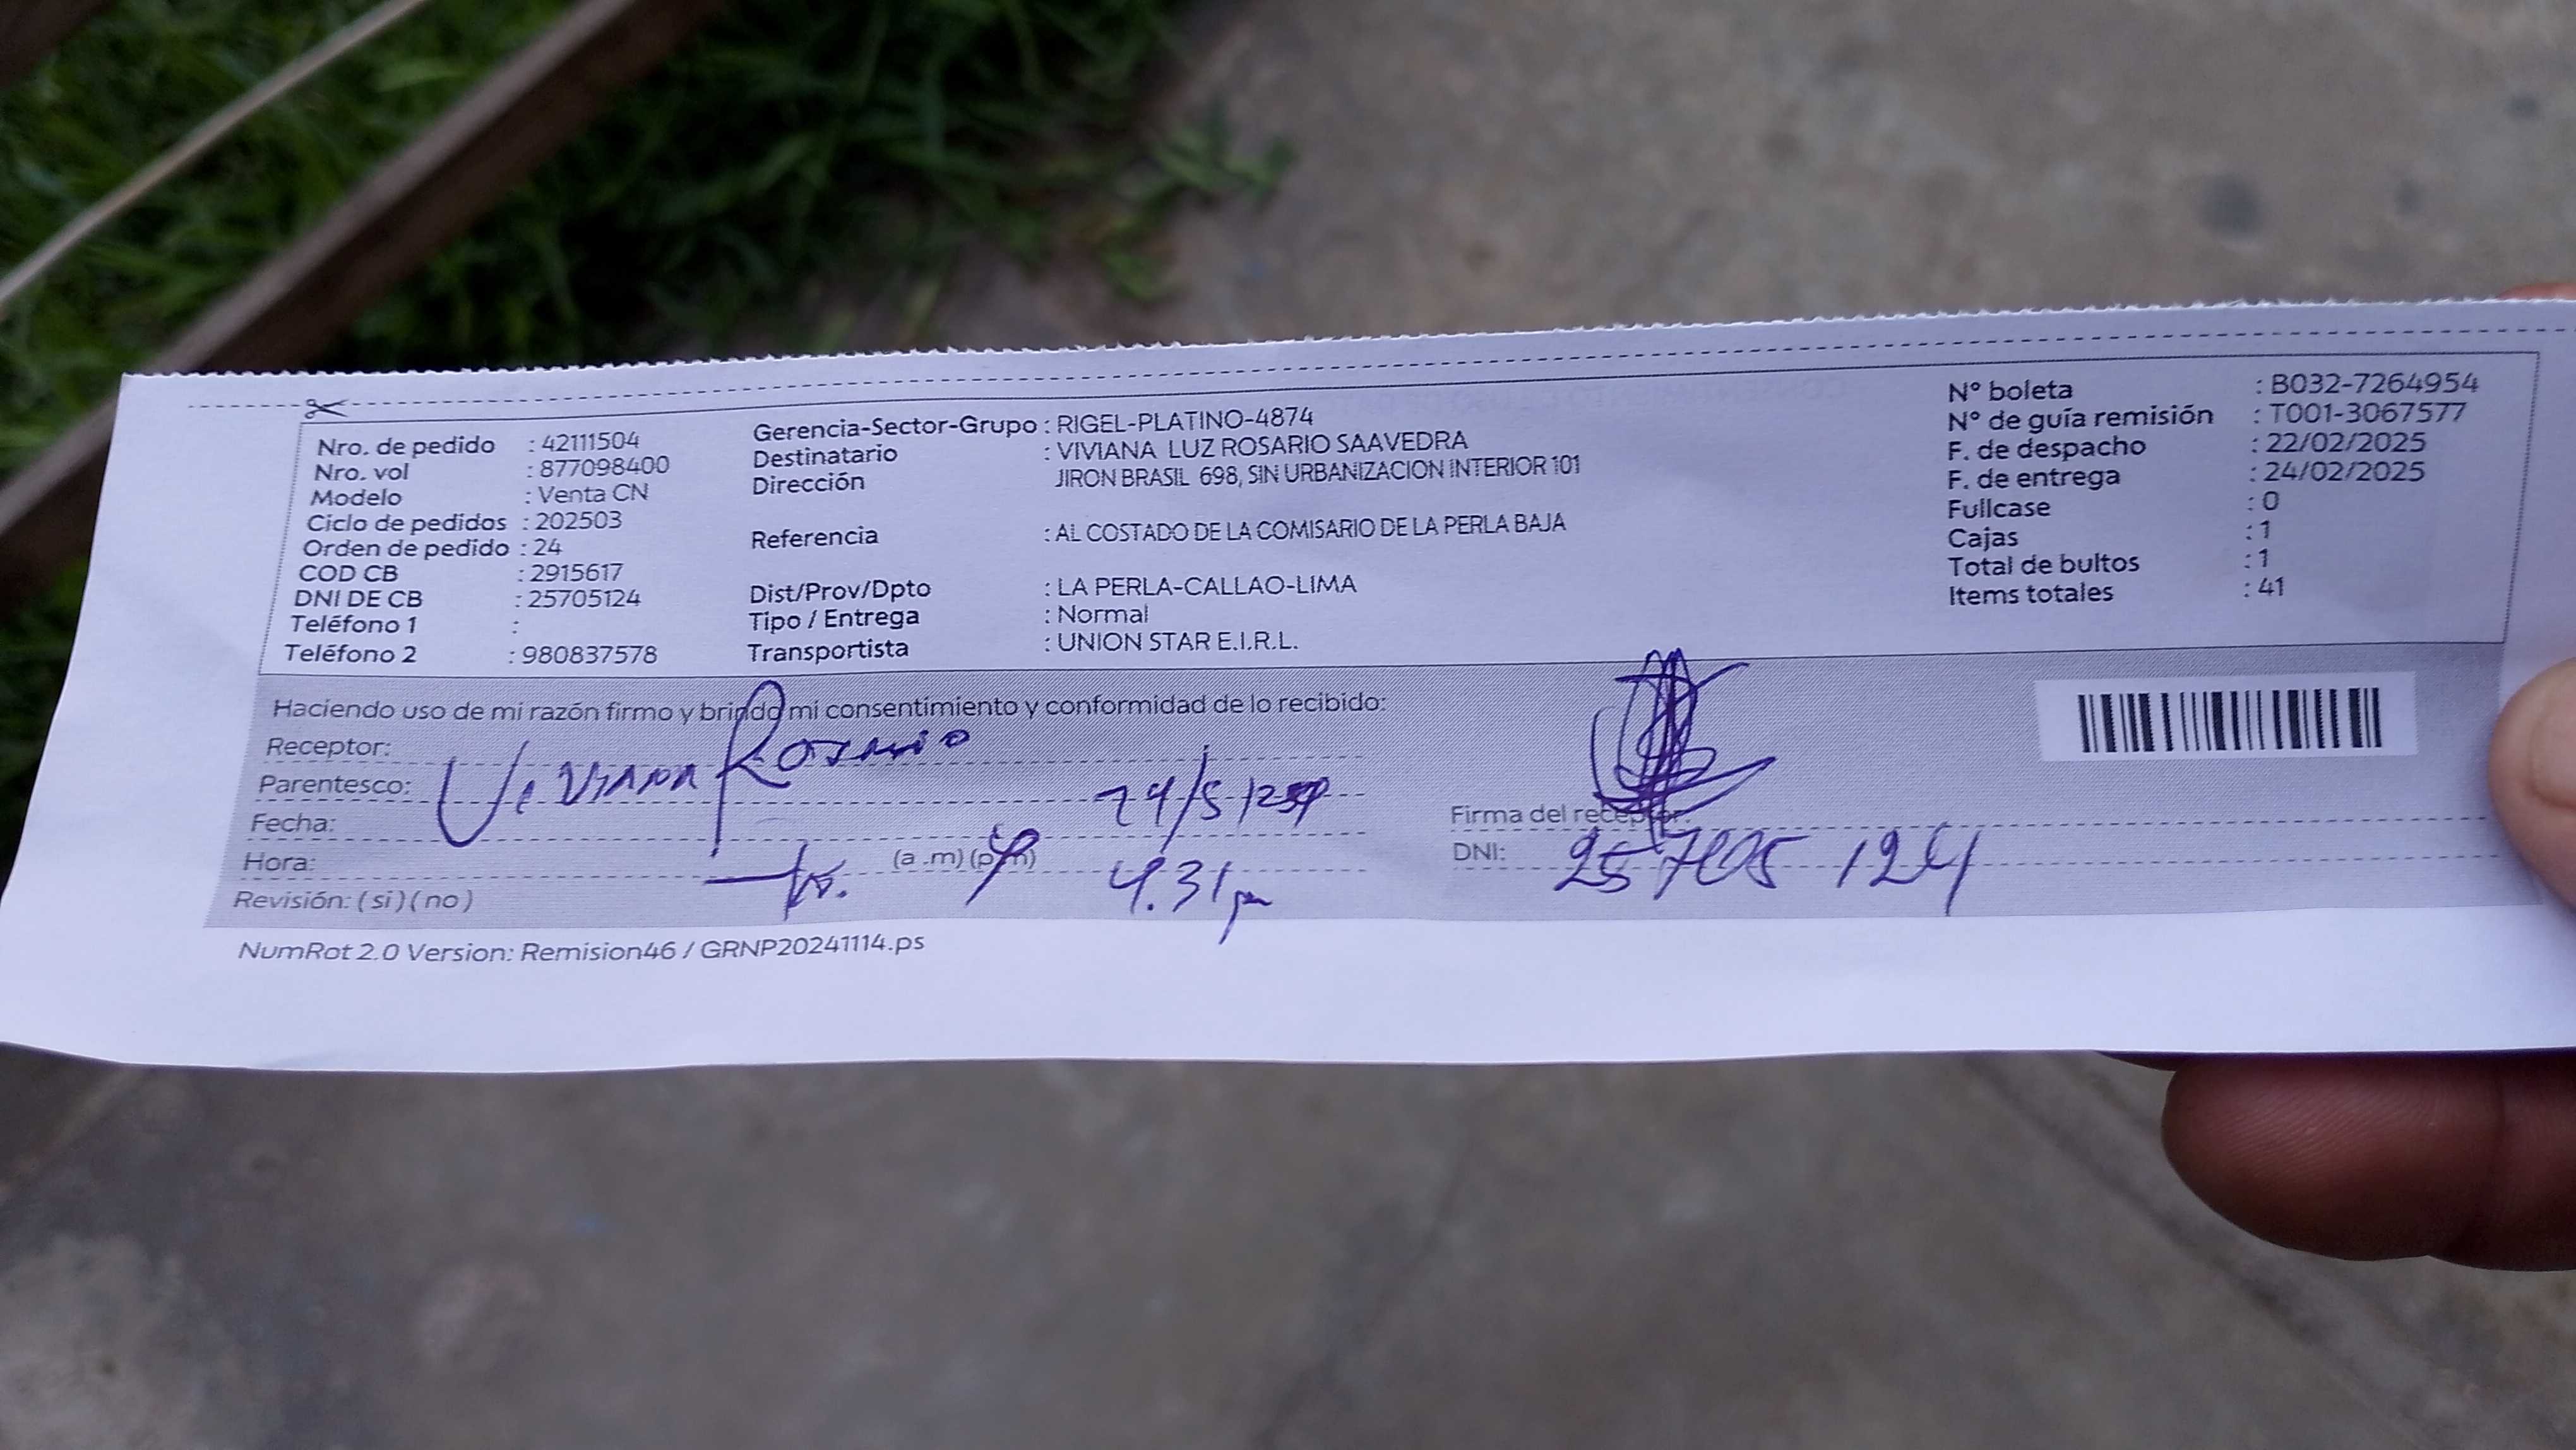 Nro. de pedido : 42111504
Nro. vol : 877098400
Modelo : Venta CN
Ciclo de pedidos : 202503
Orden de pedido : 24
COD CB : 2915617
DNI DE CB : 25705124
Teléfono 1 :
Teléfono 2 : 980837578
Gerencia-Sector-Grupo : RIGEL-PLATINO-4874
Destinatario : VIVIANA LUZ ROSARIO SAAVEDRA
Dirección JIRON BRASIL 698, SIN URBANIZACION INTERIOR 101
Referencia : AL COSTADO DE LA COMISARIO DE LA PERLA BAJA
Dist/Prov/Dpto : LA PERLA-CALLAO-LIMA
Tipo / Entrega : Normal
Transportista : UNION STAR E.I.R.L.
N° boleta : B032-7264954
N° de guía remisión : T001-3067577
F. de despacho : 22/02/2025
F. de entrega : 24/02/2025
Fullcase : 0
Cajas : 1
Total de bultos : 1
Items totales : 41
Haciendo uso de mi razón firmo y brindo mi consentimiento y conformidad de lo recibido:
Receptor: Viviana Rosario
Parentesco:
Fecha:
Hora: (a .m) (p.m) 4.31 pm
Revisión: ( si ) ( no )
Firma del receptor:
DNI: 25705124
NumRot 2.0 Version: Remision46 / GRNP20241114.ps